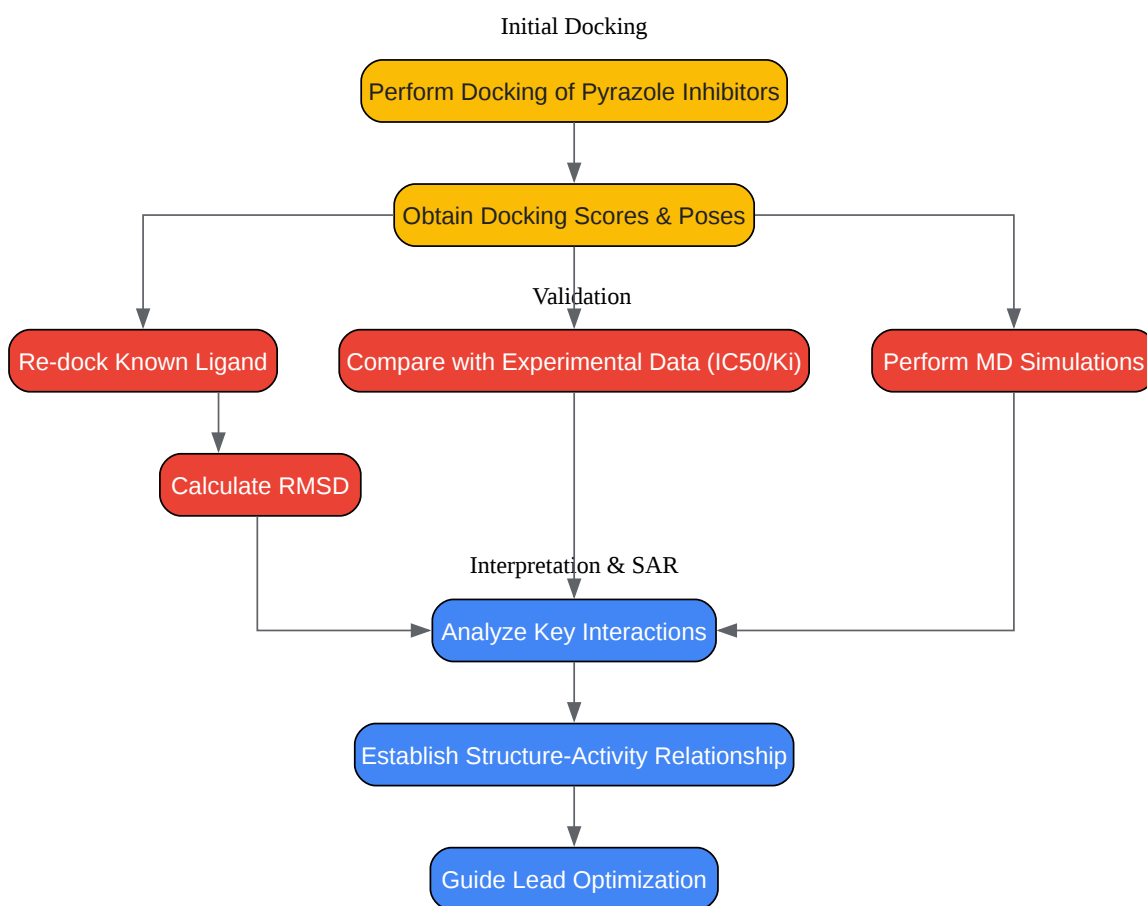 Initial Docking
Perform Docking of Pyrazole Inhibitors
Obtain Docking Scores & Poses
Validation
Re-dock Known Ligand
Compare with Experimental Data (IC50/Ki)
Perform MD Simulations
Calculate RMSD
Interpretation & SAR
Analyze Key Interactions
Establish Structure-Activity Relationship
Guide Lead Optimization